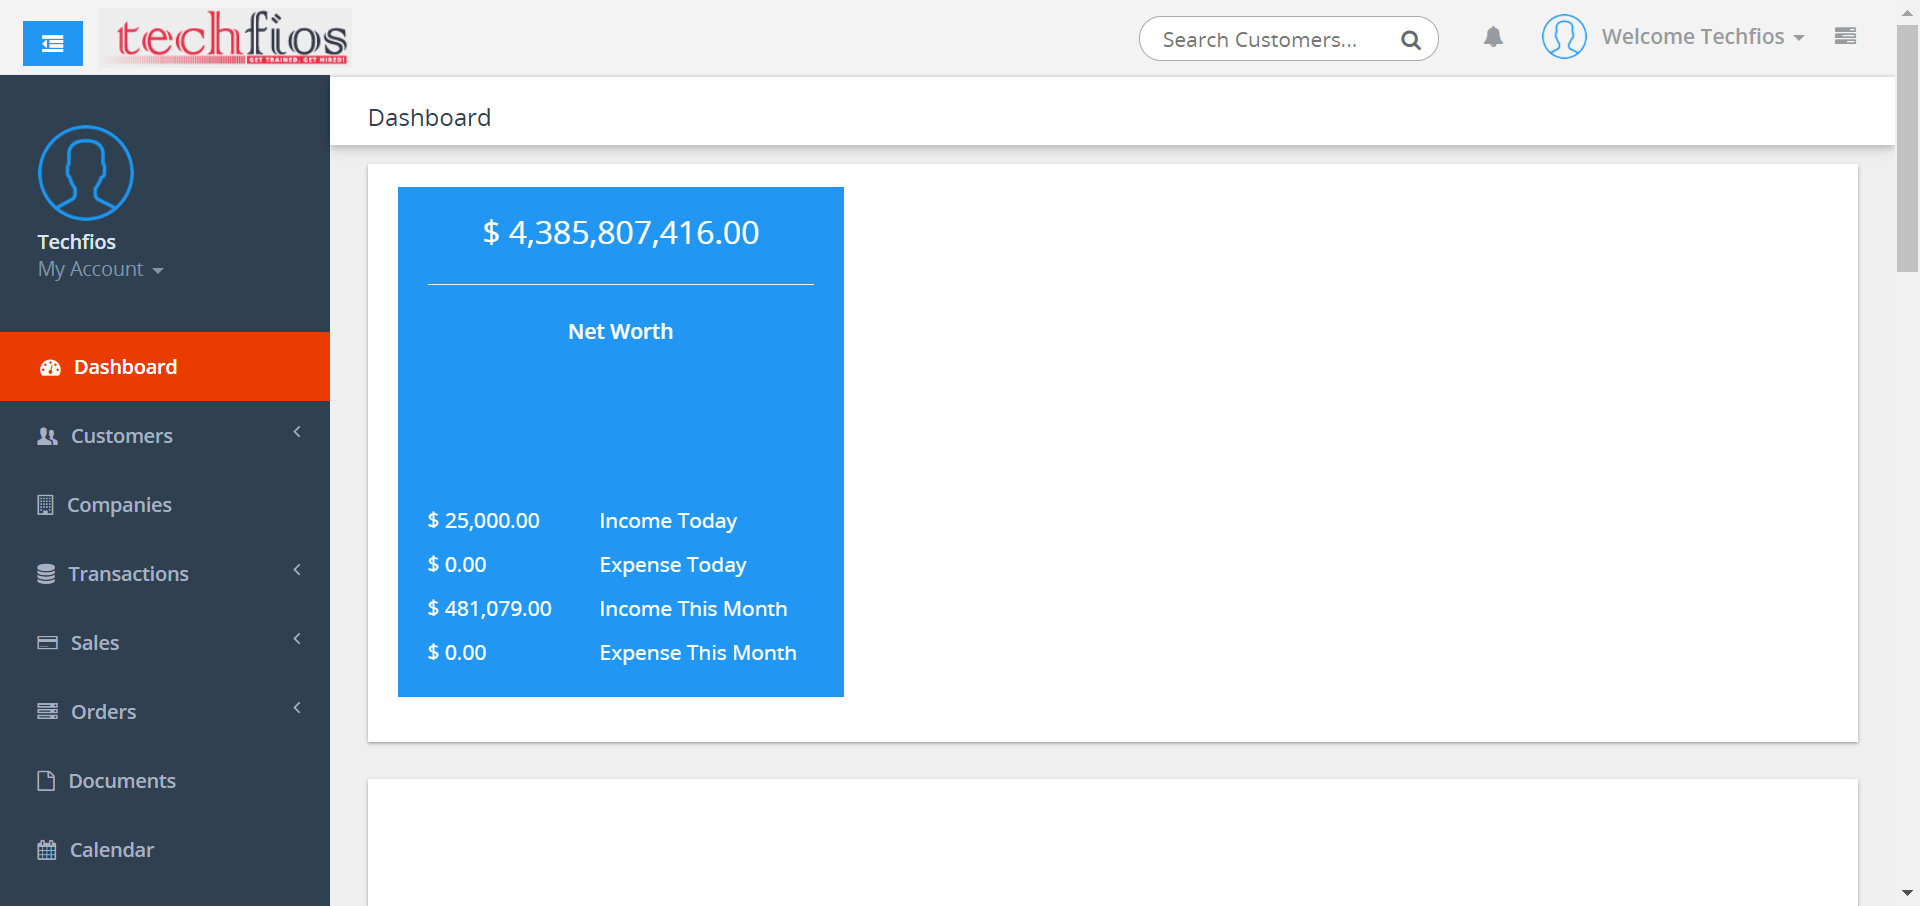 techfios
GET TRAINED. GET HIRED!
Search Customers...
Welcome Techfios
Techfios
My Account
Dashboard
Customers
Companies
Transactions
Sales
Orders
Documents
Calendar
Dashboard
$ 4,385,807,416.00
Net Worth
$ 25,000.00 Income Today
$ 0.00 Expense Today
$ 481,079.00 Income This Month
$ 0.00 Expense This Month